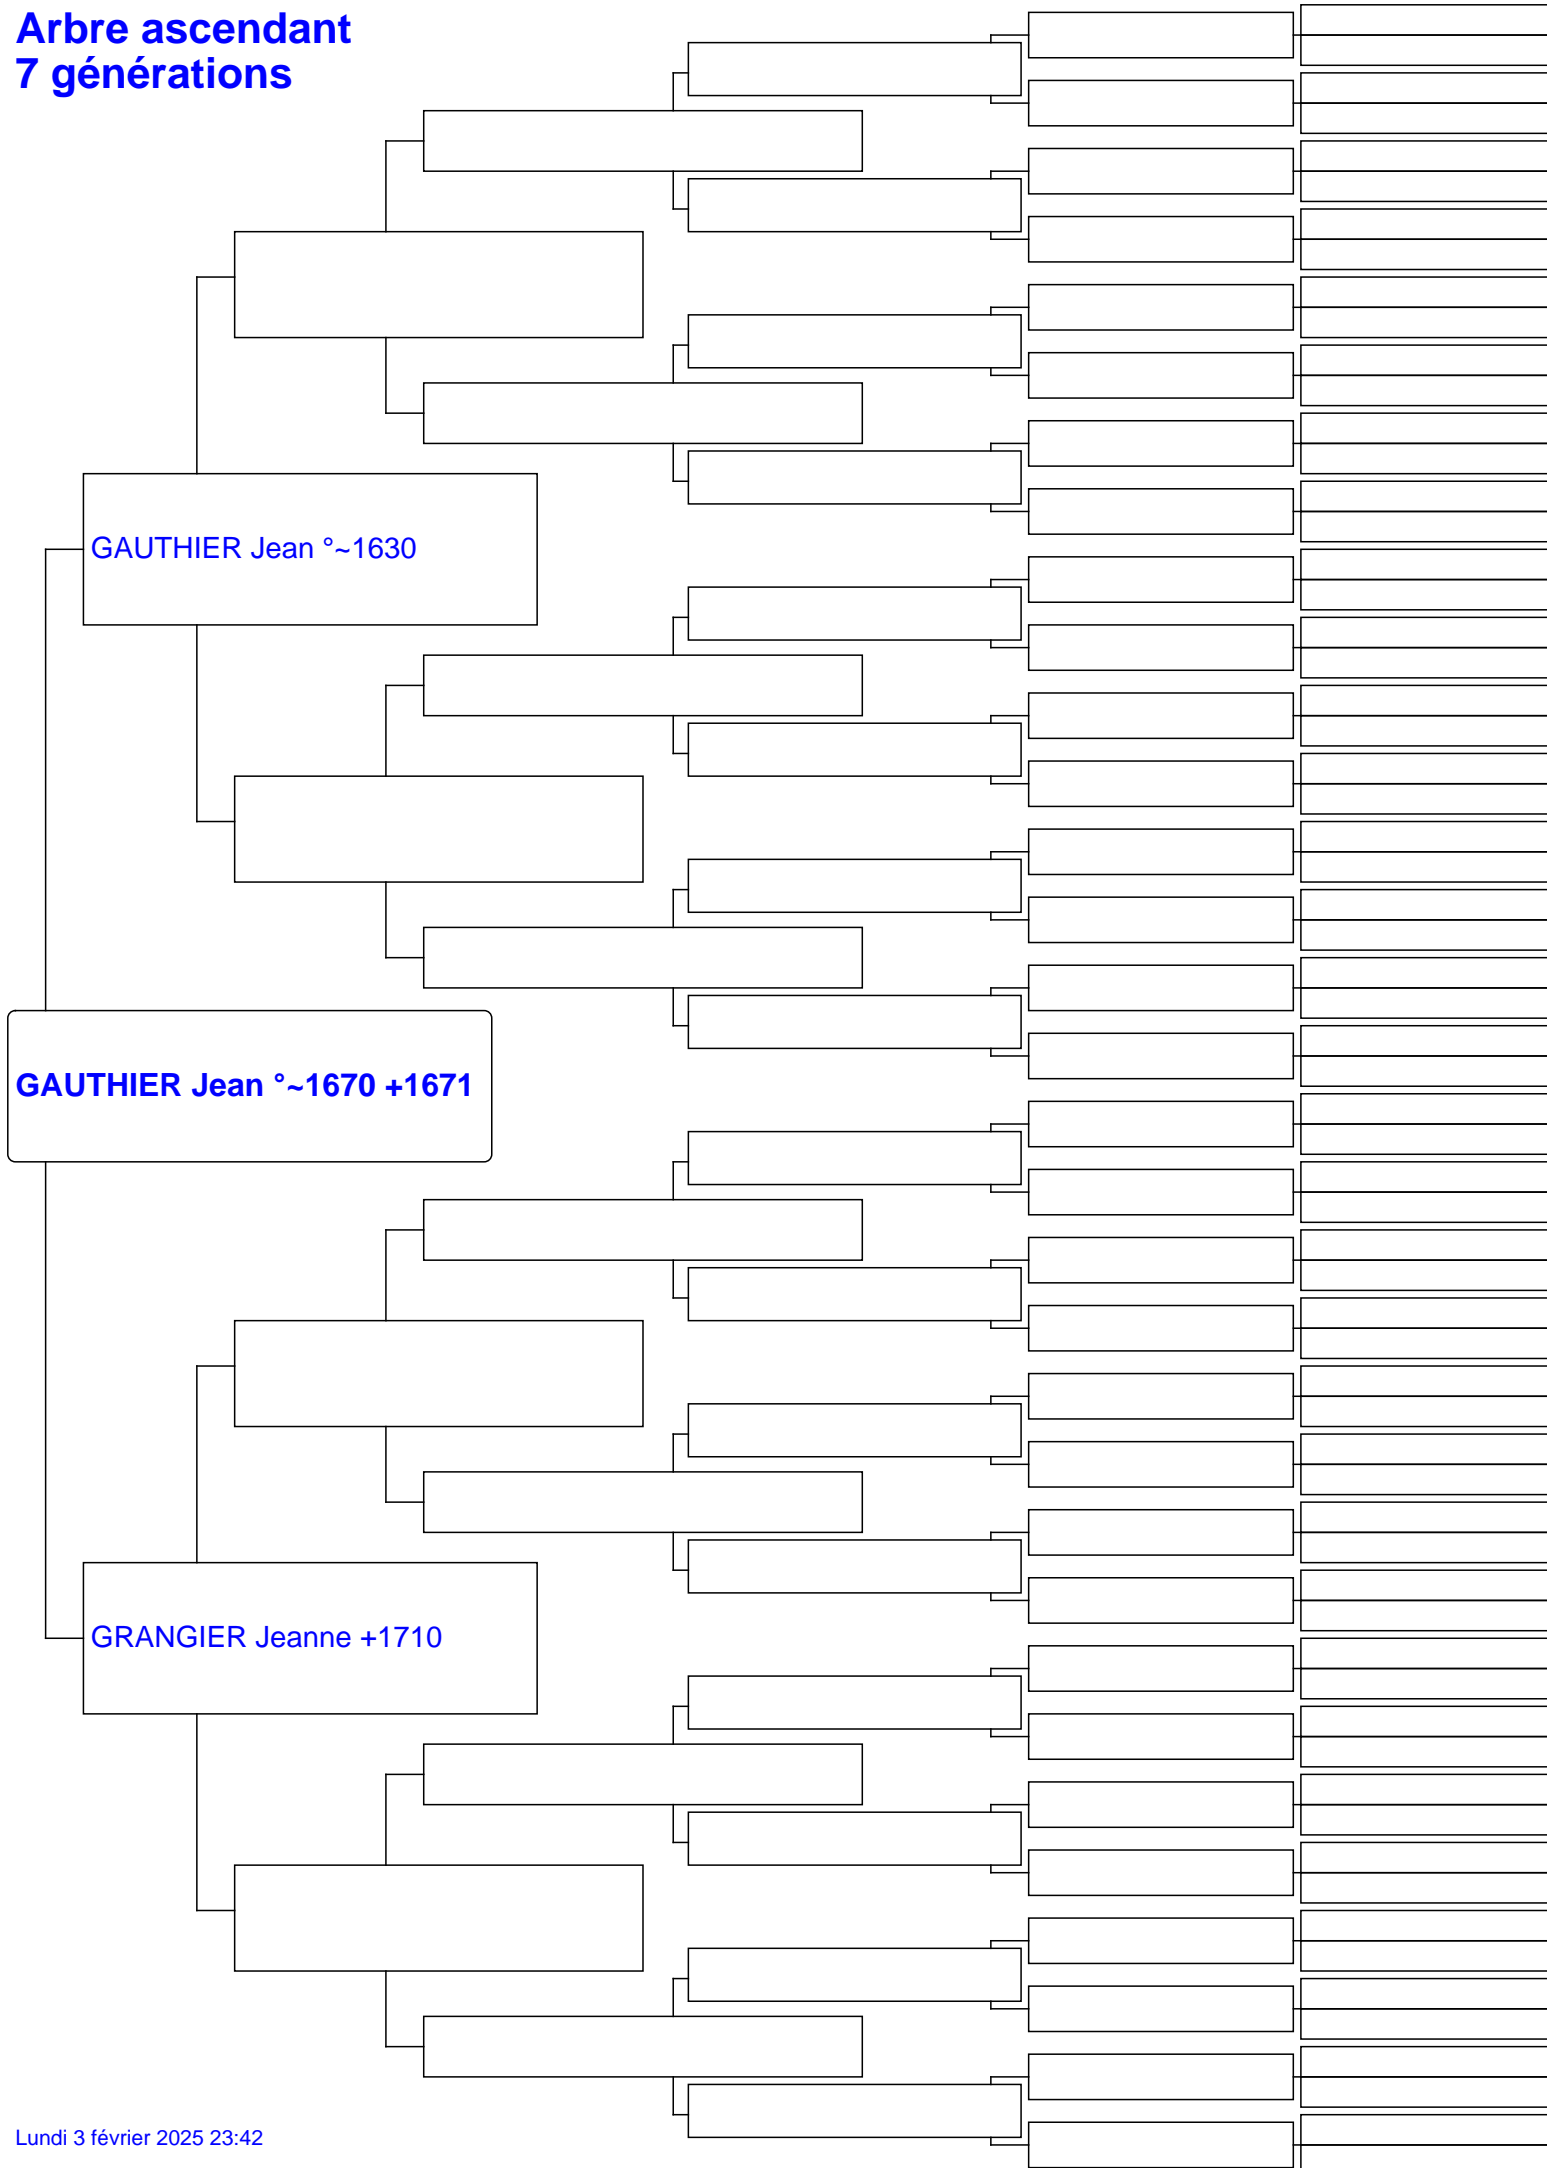 Arbre ascendant
7 générations
GAUTHIER Jean °~1630
GAUTHIER Jean °~1670 +1671
GRANGIER Jeanne +1710
Lundi 3 février 2025 23:42